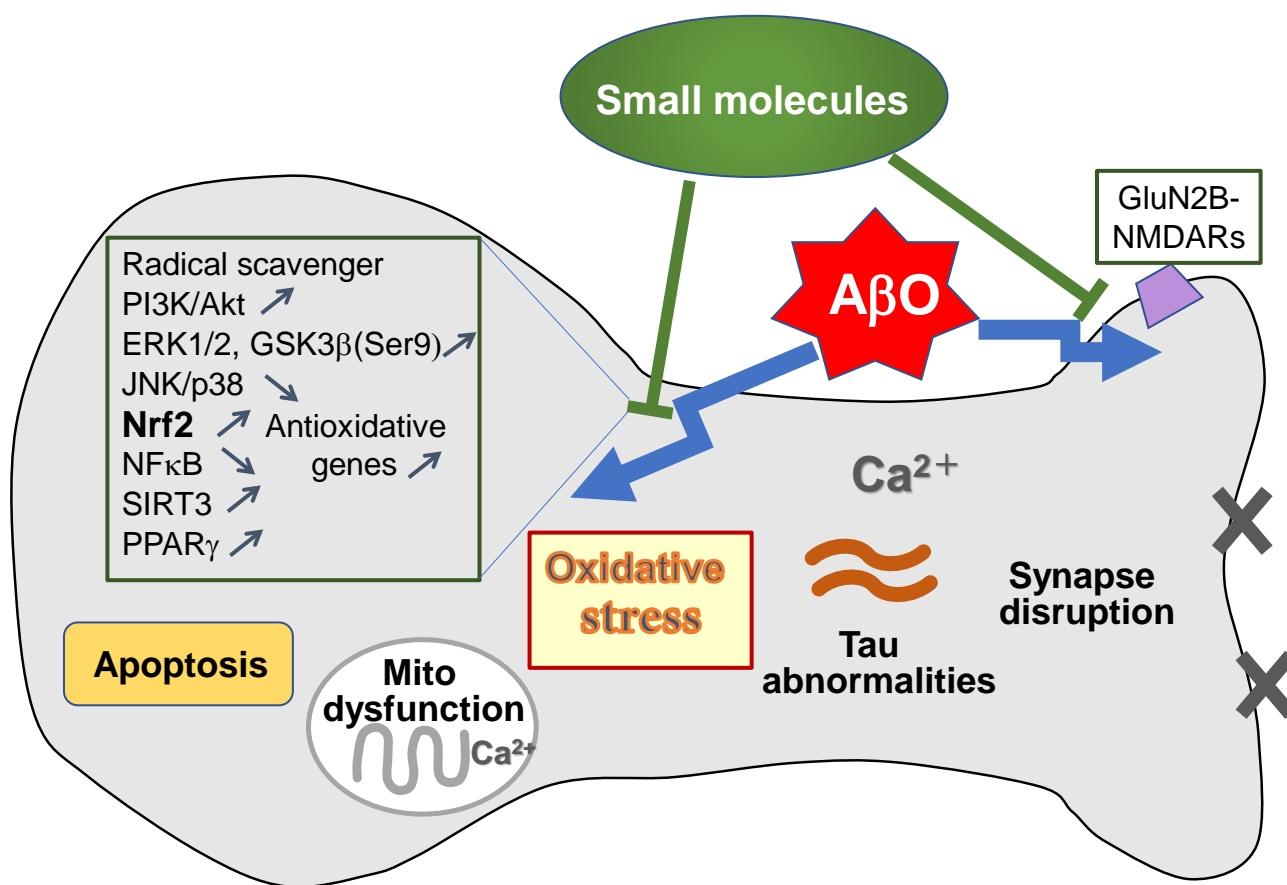 Small molecules
GluN2B-
NMDARs
AβO
Radical scavenger
PI3K/Akt
ERK1/2, GSK3β(Ser9)
JNK/p38
Nrf2 Antioxidative
NFκB genes
SIRT3
PPARγ
Ca²⁺
Oxidative
stress
Synapse
disruption
Tau
abnormalities
Apoptosis
Mito
dysfunction
Ca²⁺